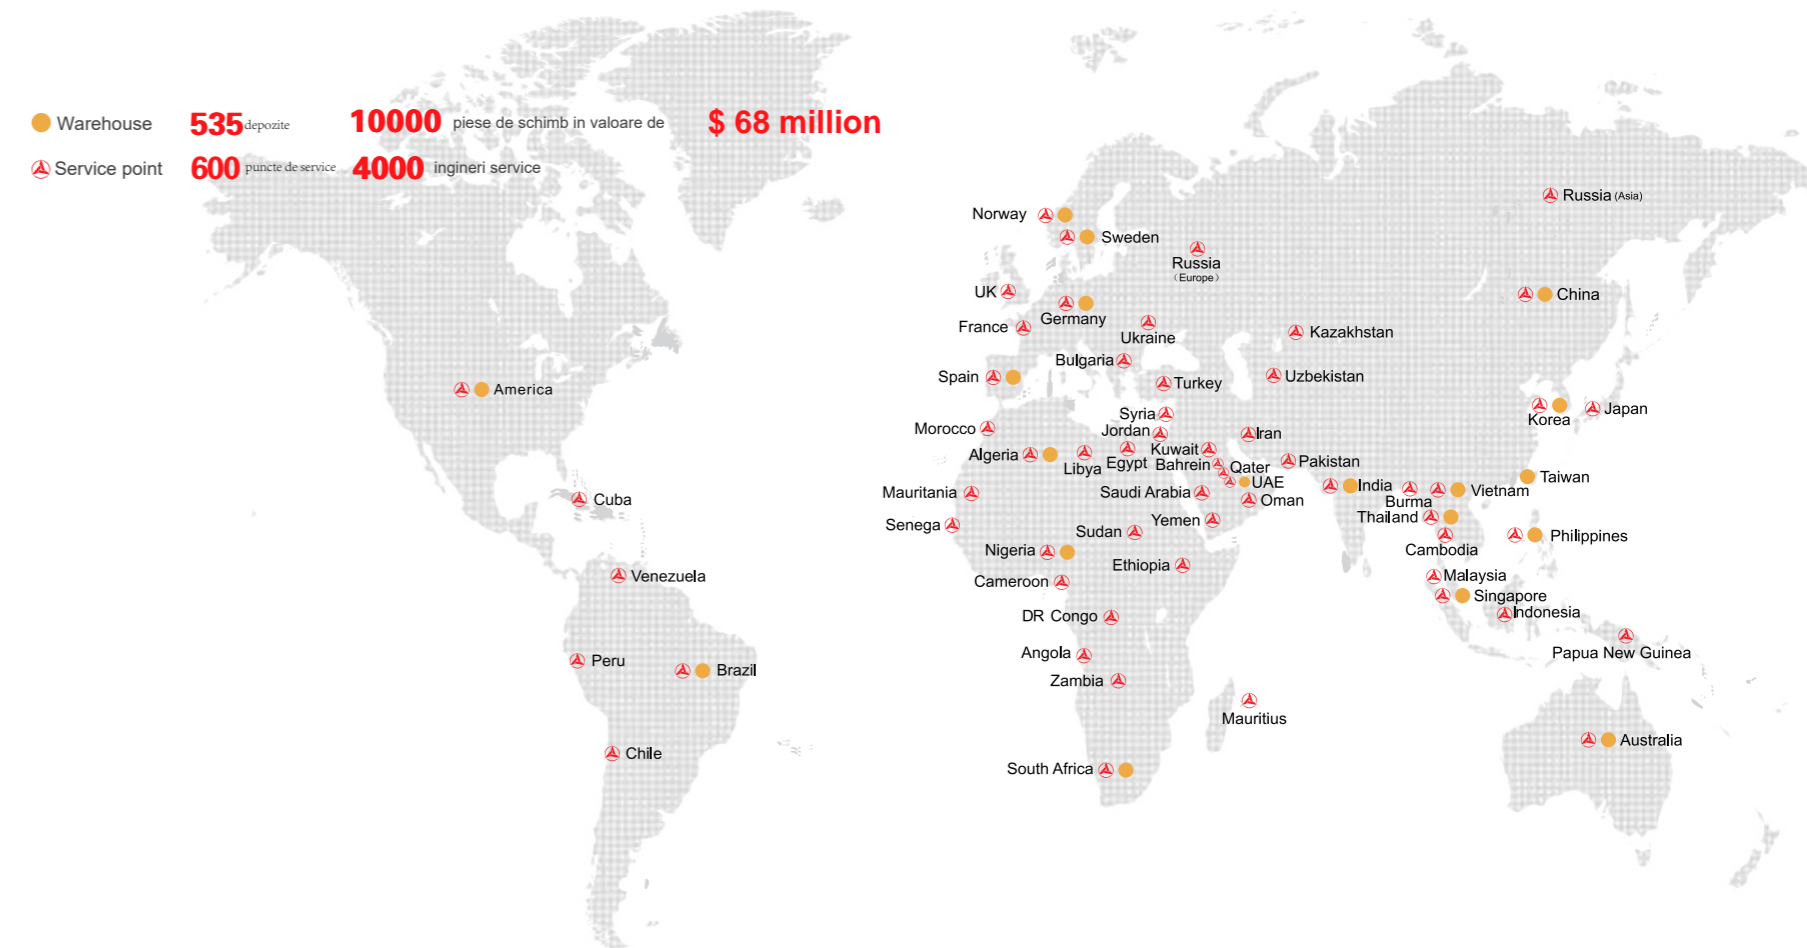 Warehouse 535 depozite 10000 piese de schimb in valoare de $ 68 million
Service point 600 puncte de service 4000 ingineri service
Russia (Asia)
Norway
Sweden
Russia
(Europe)
UK
China
Germany
France
Ukraine
Kazakhstan
Bulgaria
Spain
Uzbekistan
Turkey
America
Korea
Japan
Syria
Morocco
Jordan
Iran
Algeria
Libya
Egypt
Kuwait
Bahrein
Qater
Pakistan
Taiwan
UAE
India
Mauritania
Saudi Arabia
Oman
Burma
Vietnam
Cuba
Senega
Yemen
Thailand
Sudan
Philippines
Nigeria
Cambodia
Ethiopia
Cameroon
Venezuela
Malaysia
Singapore
Indonesia
DR Congo
Angola
Papua New Guinea
Peru
Brazil
Zambia
Mauritius
Chile
Australia
South Africa